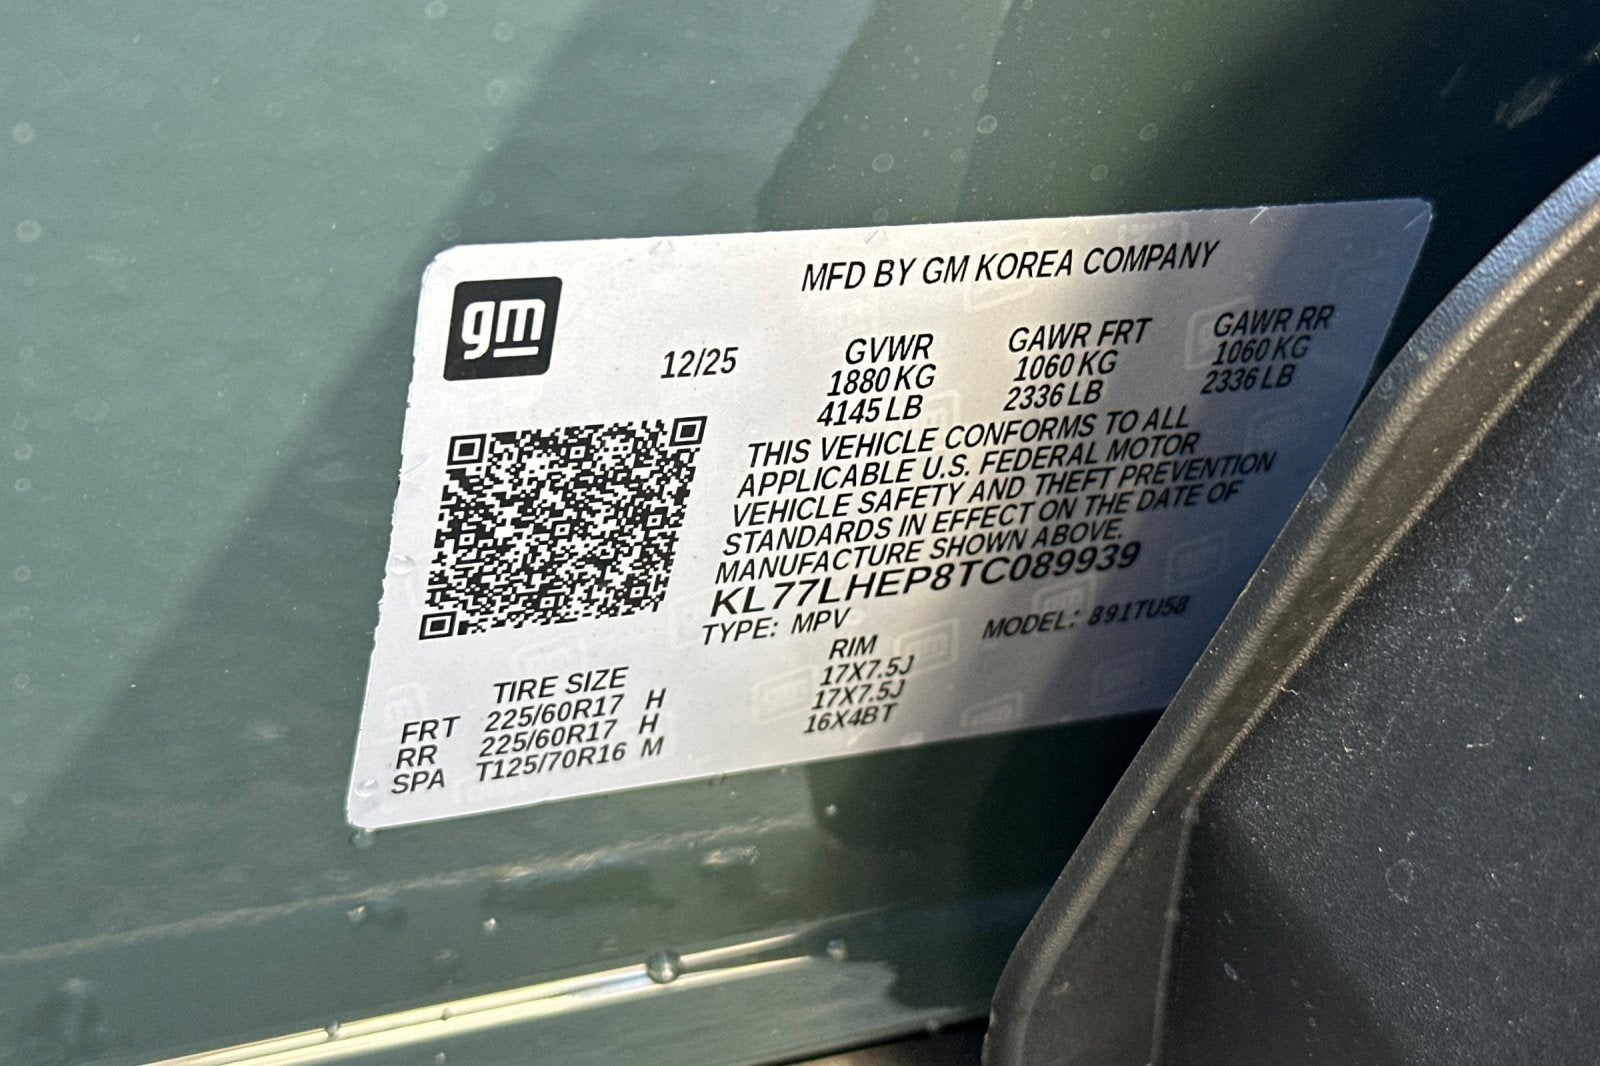 gm
MFD BY GM KOREA COMPANY
12/25
GVWR GAWR FRT GAWR RR
1880 KG 1060 KG 1060 KG
4145 LB 2336 LB 2336 LB
THIS VEHICLE CONFORMS TO ALL
APPLICABLE U.S. FEDERAL MOTOR
VEHICLE SAFETY AND THEFT PREVENTION
STANDARDS IN EFFECT ON THE DATE OF
MANUFACTURE SHOWN ABOVE.
KL77LHEP8TC089939
TYPE: MPV MODEL: 891TU58
TIRE SIZE RIM
FRT 225/60R17 H 17X7.5J
RR 225/60R17 H 17X7.5J
SPA T125/70R16 M 16X4BT